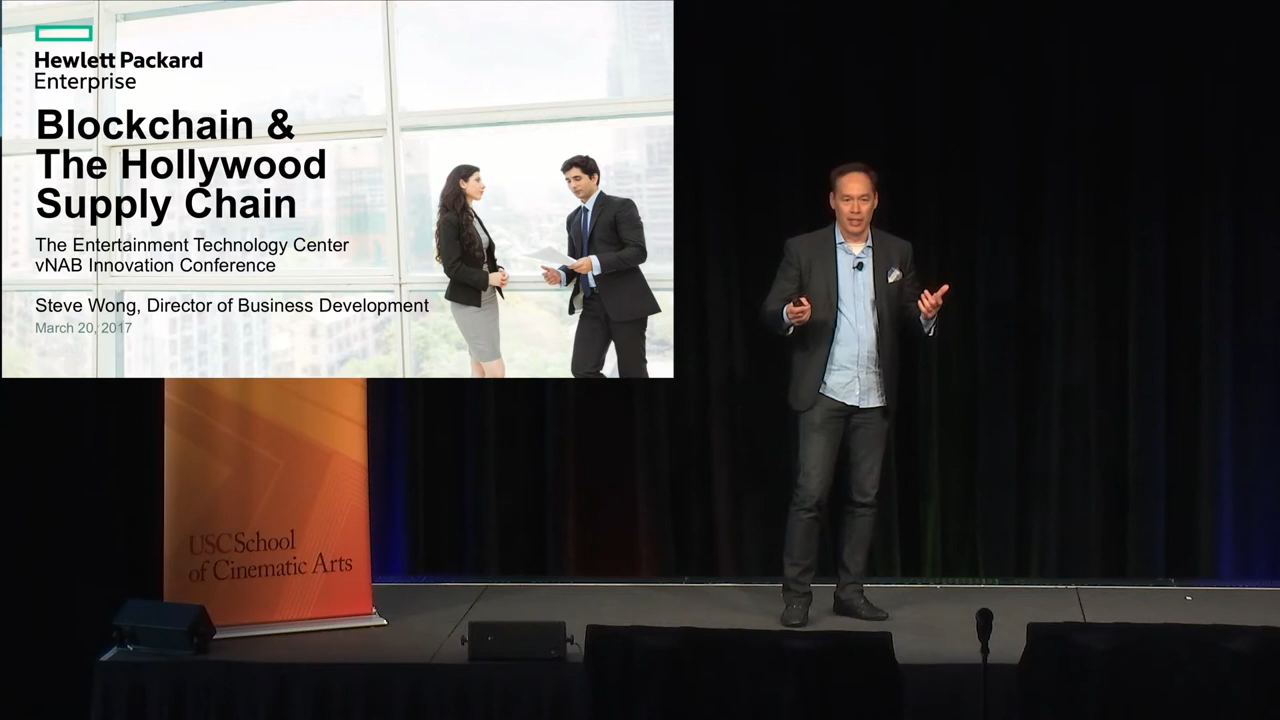 Hewlett Packard
Enterprise
Blockchain &
The Hollywood
Supply Chain
The Entertainment Technology Center
vNAB Innovation Conference
Steve Wong, Director of Business Development
March 20, 2017
USC School
of Cinematic Arts